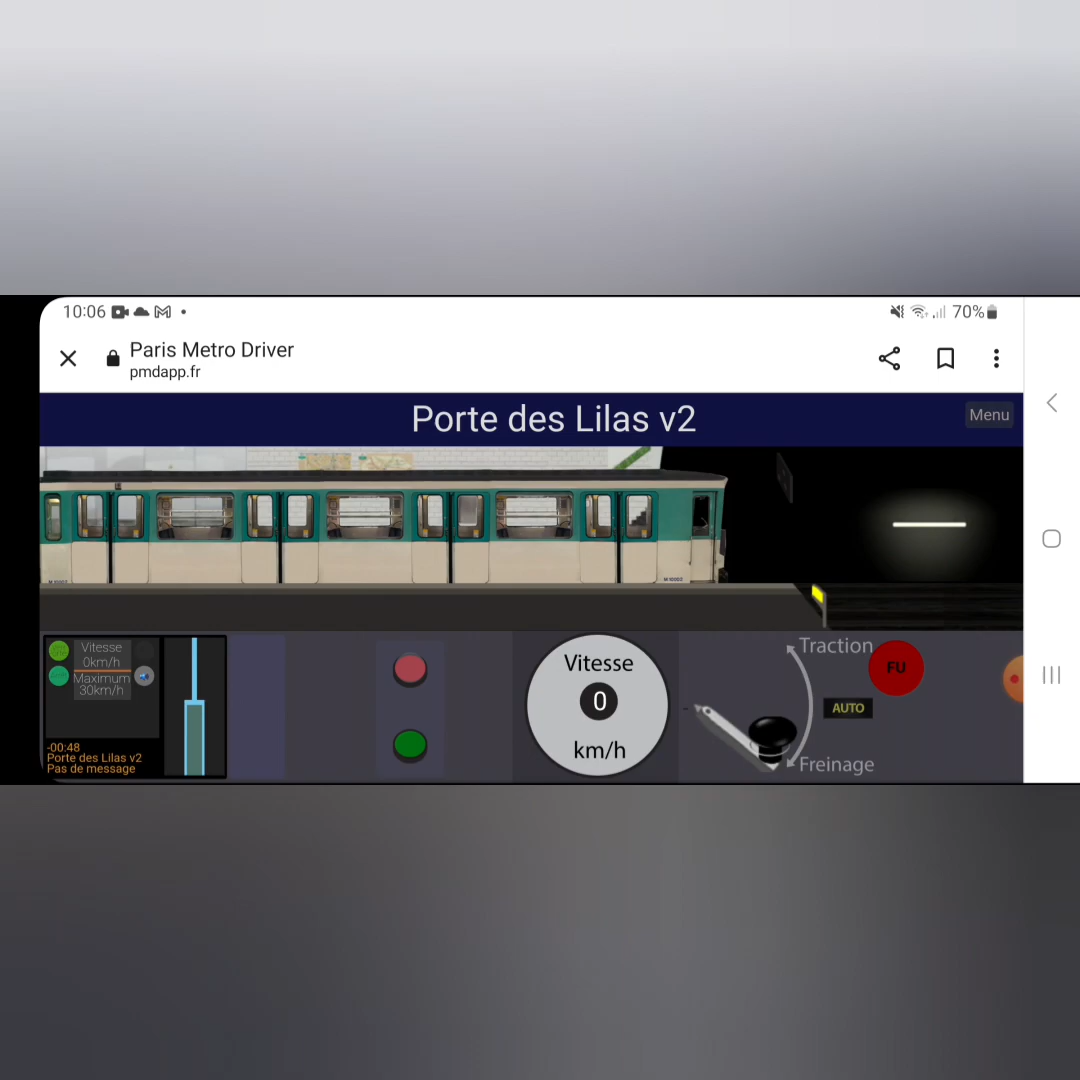 10:06
70%
Paris Metro Driver
pmdapp.fr
Porte des Lilas v2
Menu
Vitesse
0km/h
Maximum
30km/h
-00:48
Porte des Lilas v2
Pas de message
Vitesse
0
km/h
Traction
FU
AUTO
Freinage